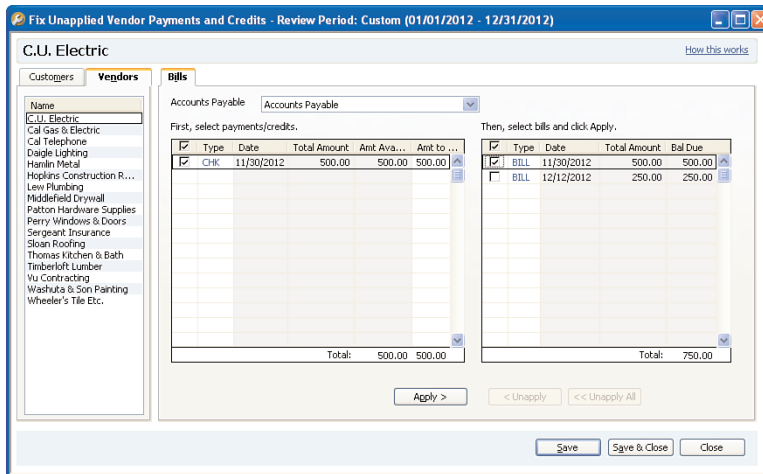 Fix Unapplied Vendor Payments and Credits - Review Period: Custom (01/01/2012 - 12/31/2012)
C.U. Electric
How this works
Customers Vendors Bills
Accounts Payable Accounts Payable
First, select payments/credits. Then, select bills and click Apply.
Name
C.U. Electric
Cal Gas & Electric
Cal Telephone
Daigle Lighting
Hamlin Metal
Hopkins Construction R...
Lew Plumbing
Middlefield Drywall
Patton Hardware Supplies
Perry Windows & Doors
Sergeant Insurance
Sloan Roofing
Thomas Kitchen & Bath
Timberloft Lumber
Vu Contracting
Washuta & Son Painting
Wheeler's Tile Etc.
Type Date Total Amount Amt Ava... Amt to ...
CHK 11/30/2012 500.00 500.00 500.00
Total: 500.00 500.00
Type Date Total Amount Bal Due
BILL 11/30/2012 500.00 500.00
BILL 12/12/2012 250.00 250.00
Total: 750.00
Apply > < Unapply << Unapply All
Save Save & Close Close